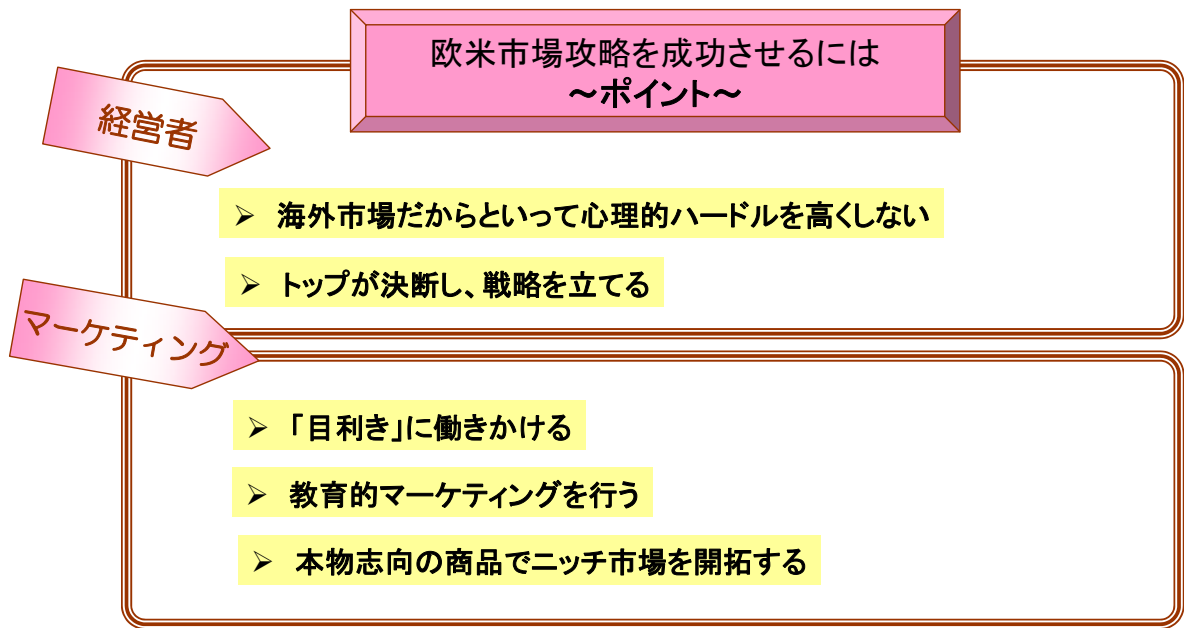 欧米市場攻略を成功させるには
～ポイント～
経営者
➢ 海外市場だからといって心理的ハードルを高くしない
➢ トップが決断し、戦略を立てる
マーケティング
➢ 「目利き」に働きかける
➢ 教育的マーケティングを行う
➢ 本物志向の商品でニッチ市場を開拓する